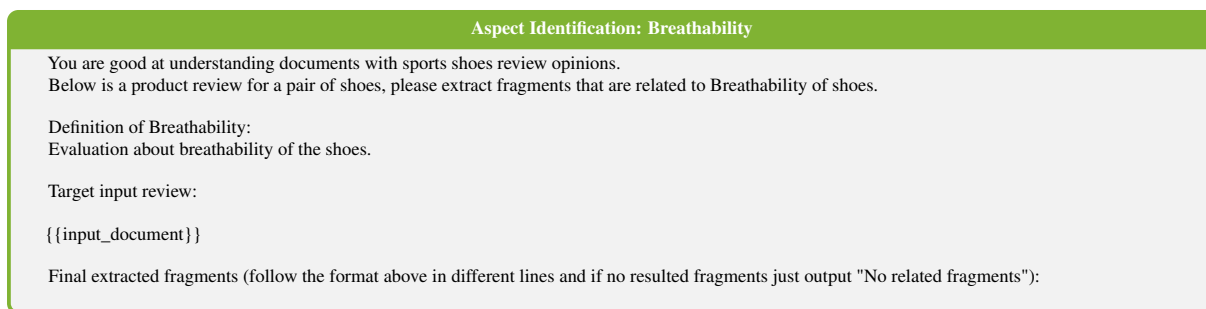 Aspect Identification: Breathability
You are good at understanding documents with sports shoes review opinions.
Below is a product review for a pair of shoes, please extract fragments that are related to Breathability of shoes.
Definition of Breathability:
Evaluation about breathability of the shoes.
Target input review:
{{input_document}}
Final extracted fragments (follow the format above in different lines and if no resulted fragments just output "No related fragments"):